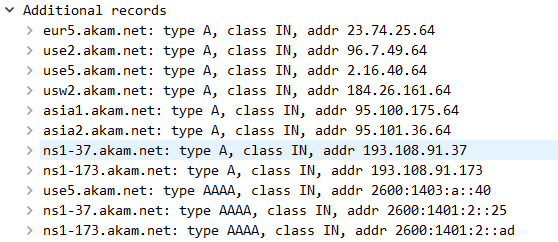 Additional records
eur5.akam.net: type A, class IN, addr 23.74.25.64
use2.akam.net: type A, class IN, addr 96.7.49.64
use5.akam.net: type A, class IN, addr 2.16.40.64
usw2.akam.net: type A, class IN, addr 184.26.161.64
asia1.akam.net: type A, class IN, addr 95.100.175.64
asia2.akam.net: type A, class IN, addr 95.101.36.64
ns1-37.akam.net: type A, class IN, addr 193.108.91.37
ns1-173.akam.net: type A, class IN, addr 193.108.91.173
use5.akam.net: type AAAA, class IN, addr 2600:1403:a::40
ns1-37.akam.net: type AAAA, class IN, addr 2600:1401:2::25
ns1-173.akam.net: type AAAA, class IN, addr 2600:1401:2::ad